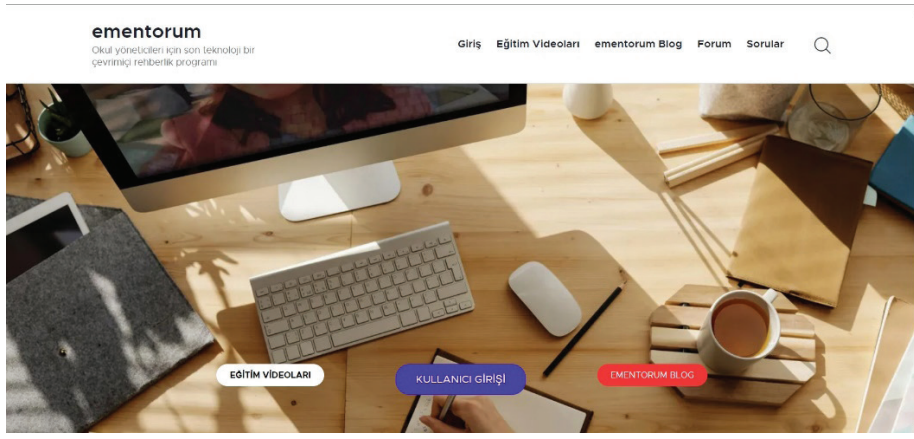 ementorum
Okul yöneticileri için son teknoloji bir
çevrimiçi rehberlik programı
Giriş Eğitim Videoları ementorum Blog Forum Sorular
EĞİTİM VİDEOLARI
KULLANICI GİRİŞİ
EMENTORUM BLOG